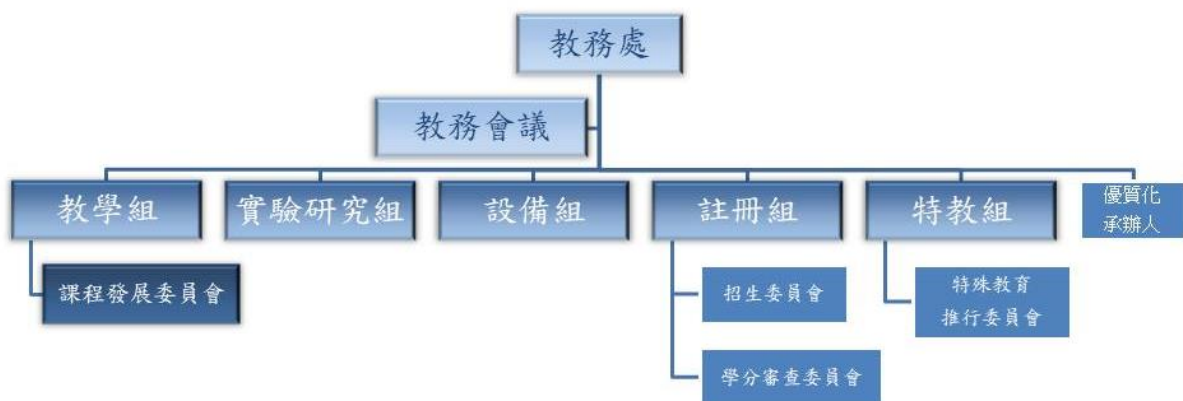 教務處
教務會議
教學組
實驗研究組
設備組
註冊組
特教組
優質化
承辦人
課程發展委員會
招生委員會
特殊教育
推行委員會
學分審查委員會